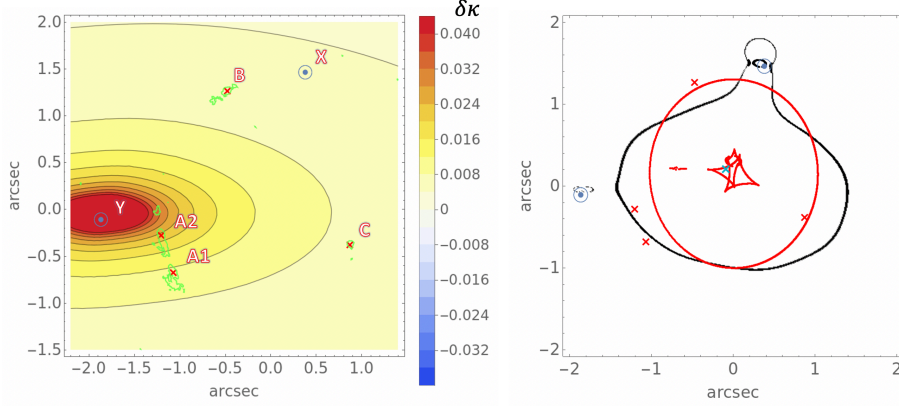 δκ
2.0
1.5
1.0
0.5
0.0
−0.5
−1.0
−1.5
arcsec
−2.0 −1.5 −1.0 −0.5 0.0 0.5 1.0
arcsec
X
B
Y
A2
A1
C
0.040
0.032
0.024
0.016
0.008
0
−0.008
−0.016
−0.024
−0.032
2
1
0
−1
−2
arcsec
−2 −1 0 1 2
arcsec